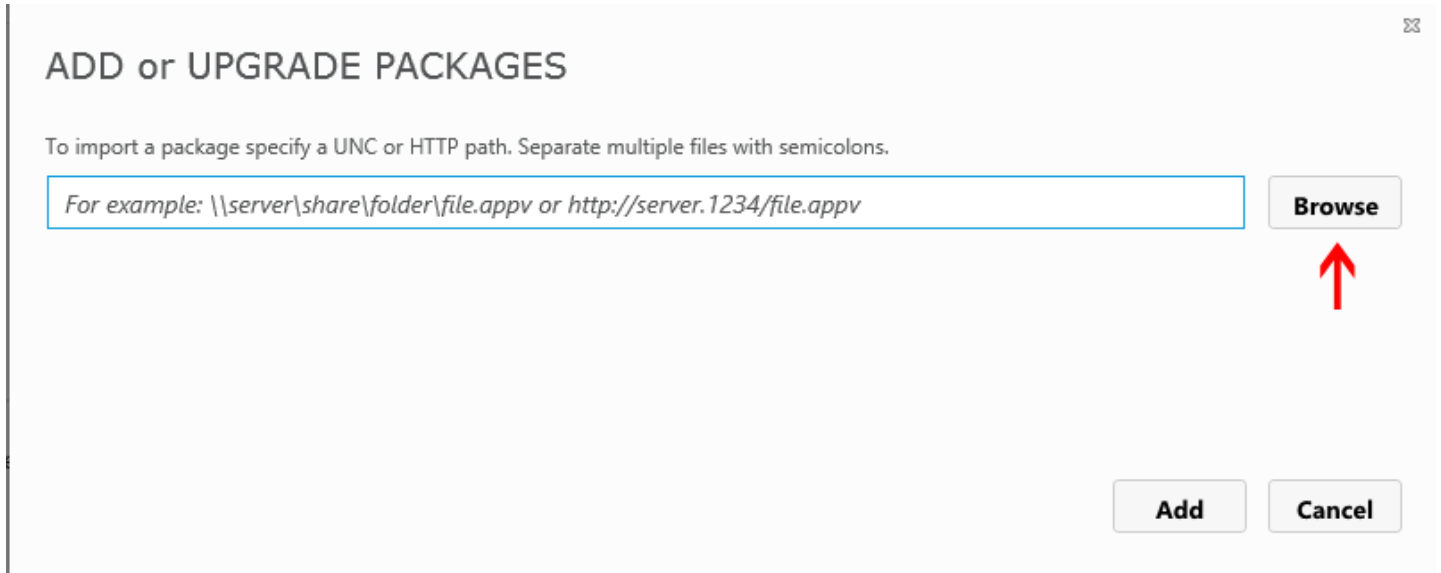 ADD or UPGRADE PACKAGES
To import a package specify a UNC or HTTP path. Separate multiple files with semicolons.
For example: \\server\share\folder\file.appv or http://server.1234/file.appv
Browse
Add
Cancel